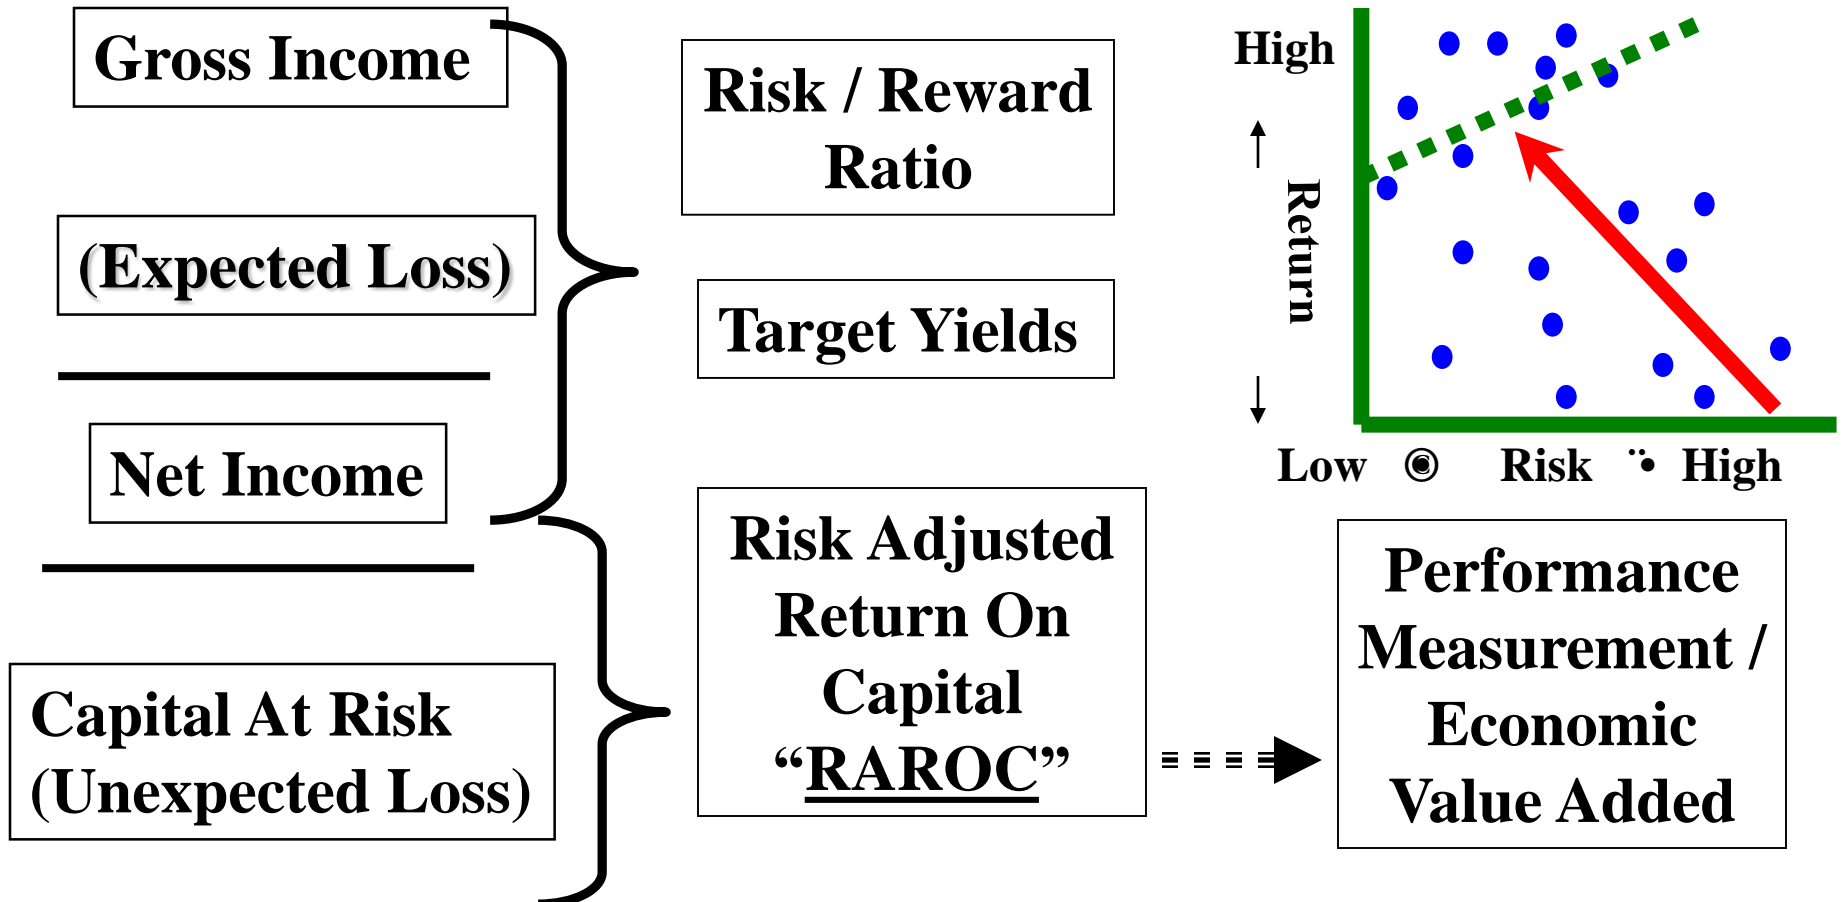 Gross Income
(Expected Loss)
Net Income
Capital At Risk
(Unexpected Loss)
Risk / Reward
Ratio
Target Yields
Risk Adjusted
Return On
Capital
“RAROC”
High
Return
Low © Risk ¨• High
Performance
Measurement /
Economic
Value Added